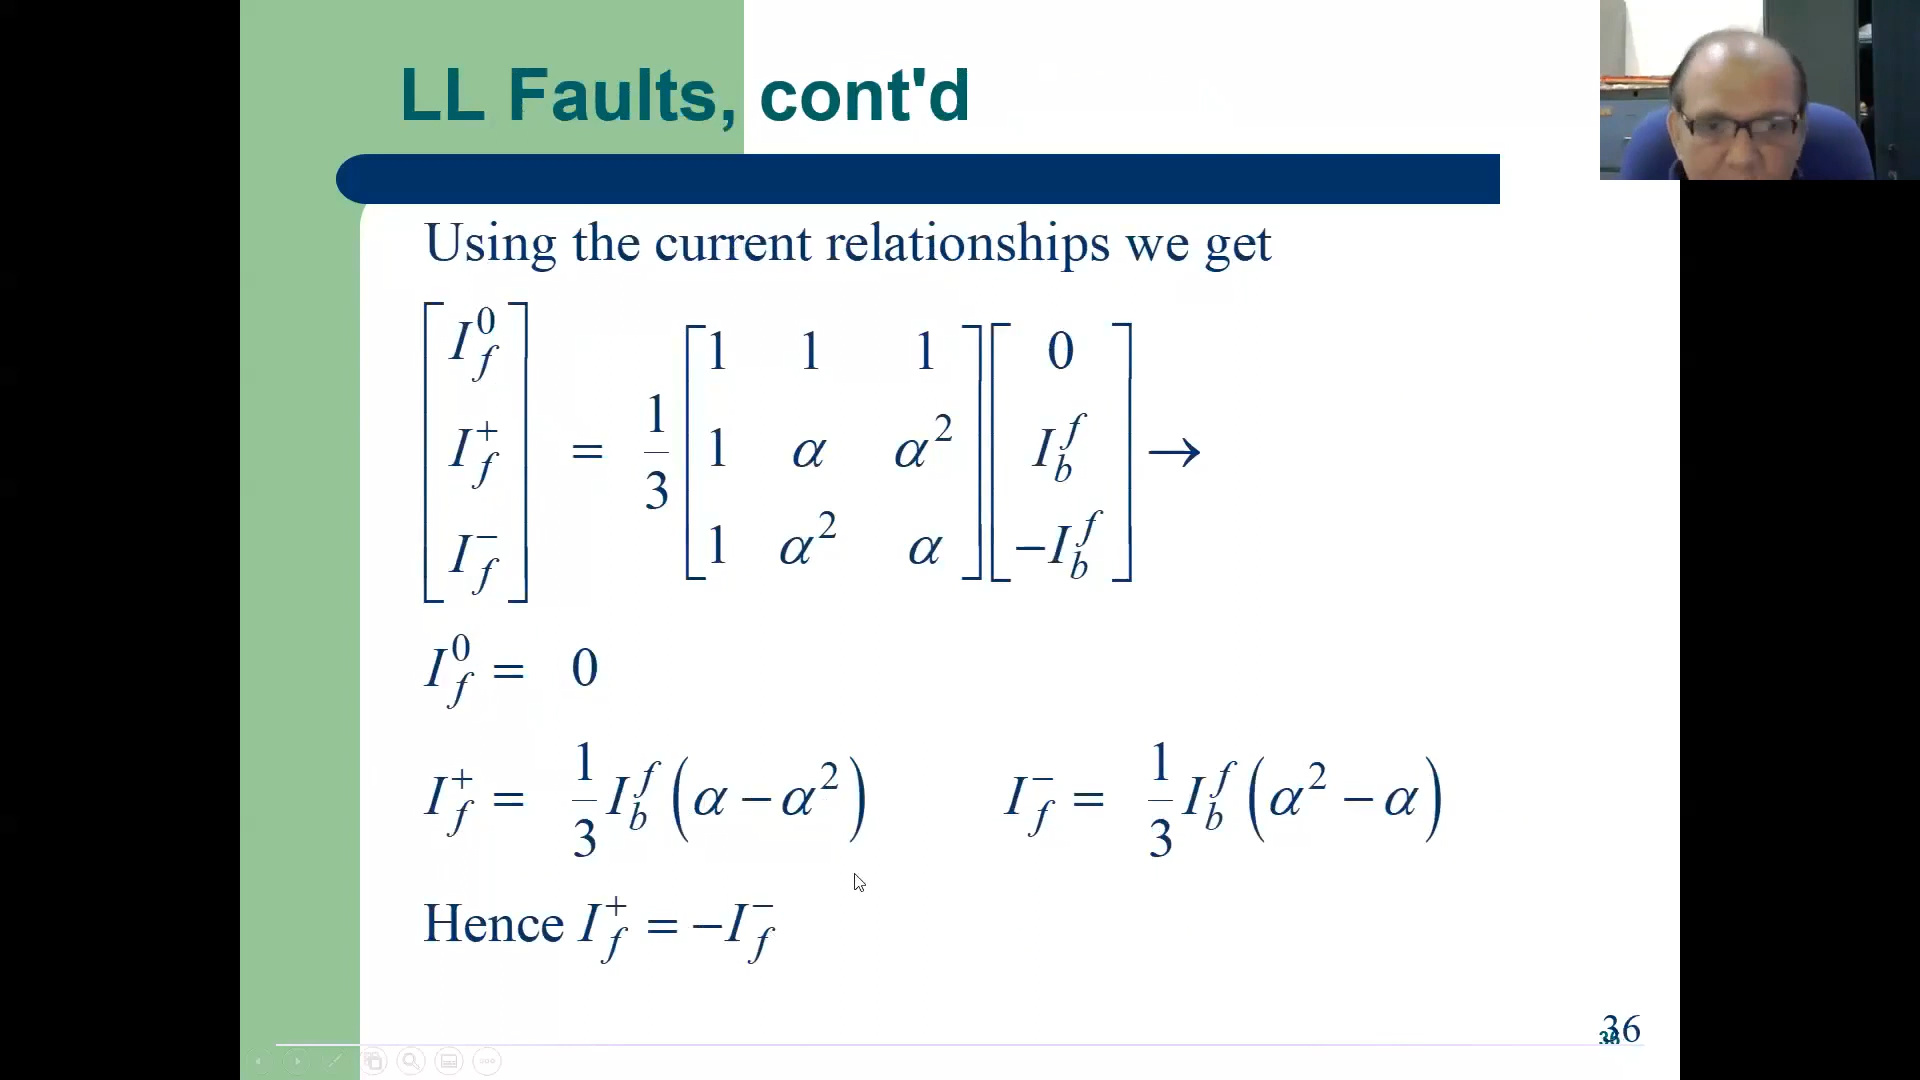 LL Faults, cont'd
Using the current relationships we get
[I_f^0; I_f^+; I_f^-] = 1/3 [1 1 1; 1 α α^2; 1 α^2 α] [0; I_b^f; -I_b^f] →
I_f^0 = 0
I_f^+ = 1/3 I_b^f (α − α^2) I_f^- = 1/3 I_b^f (α^2 − α)
Hence I_f^+ = −I_f^-
36
36